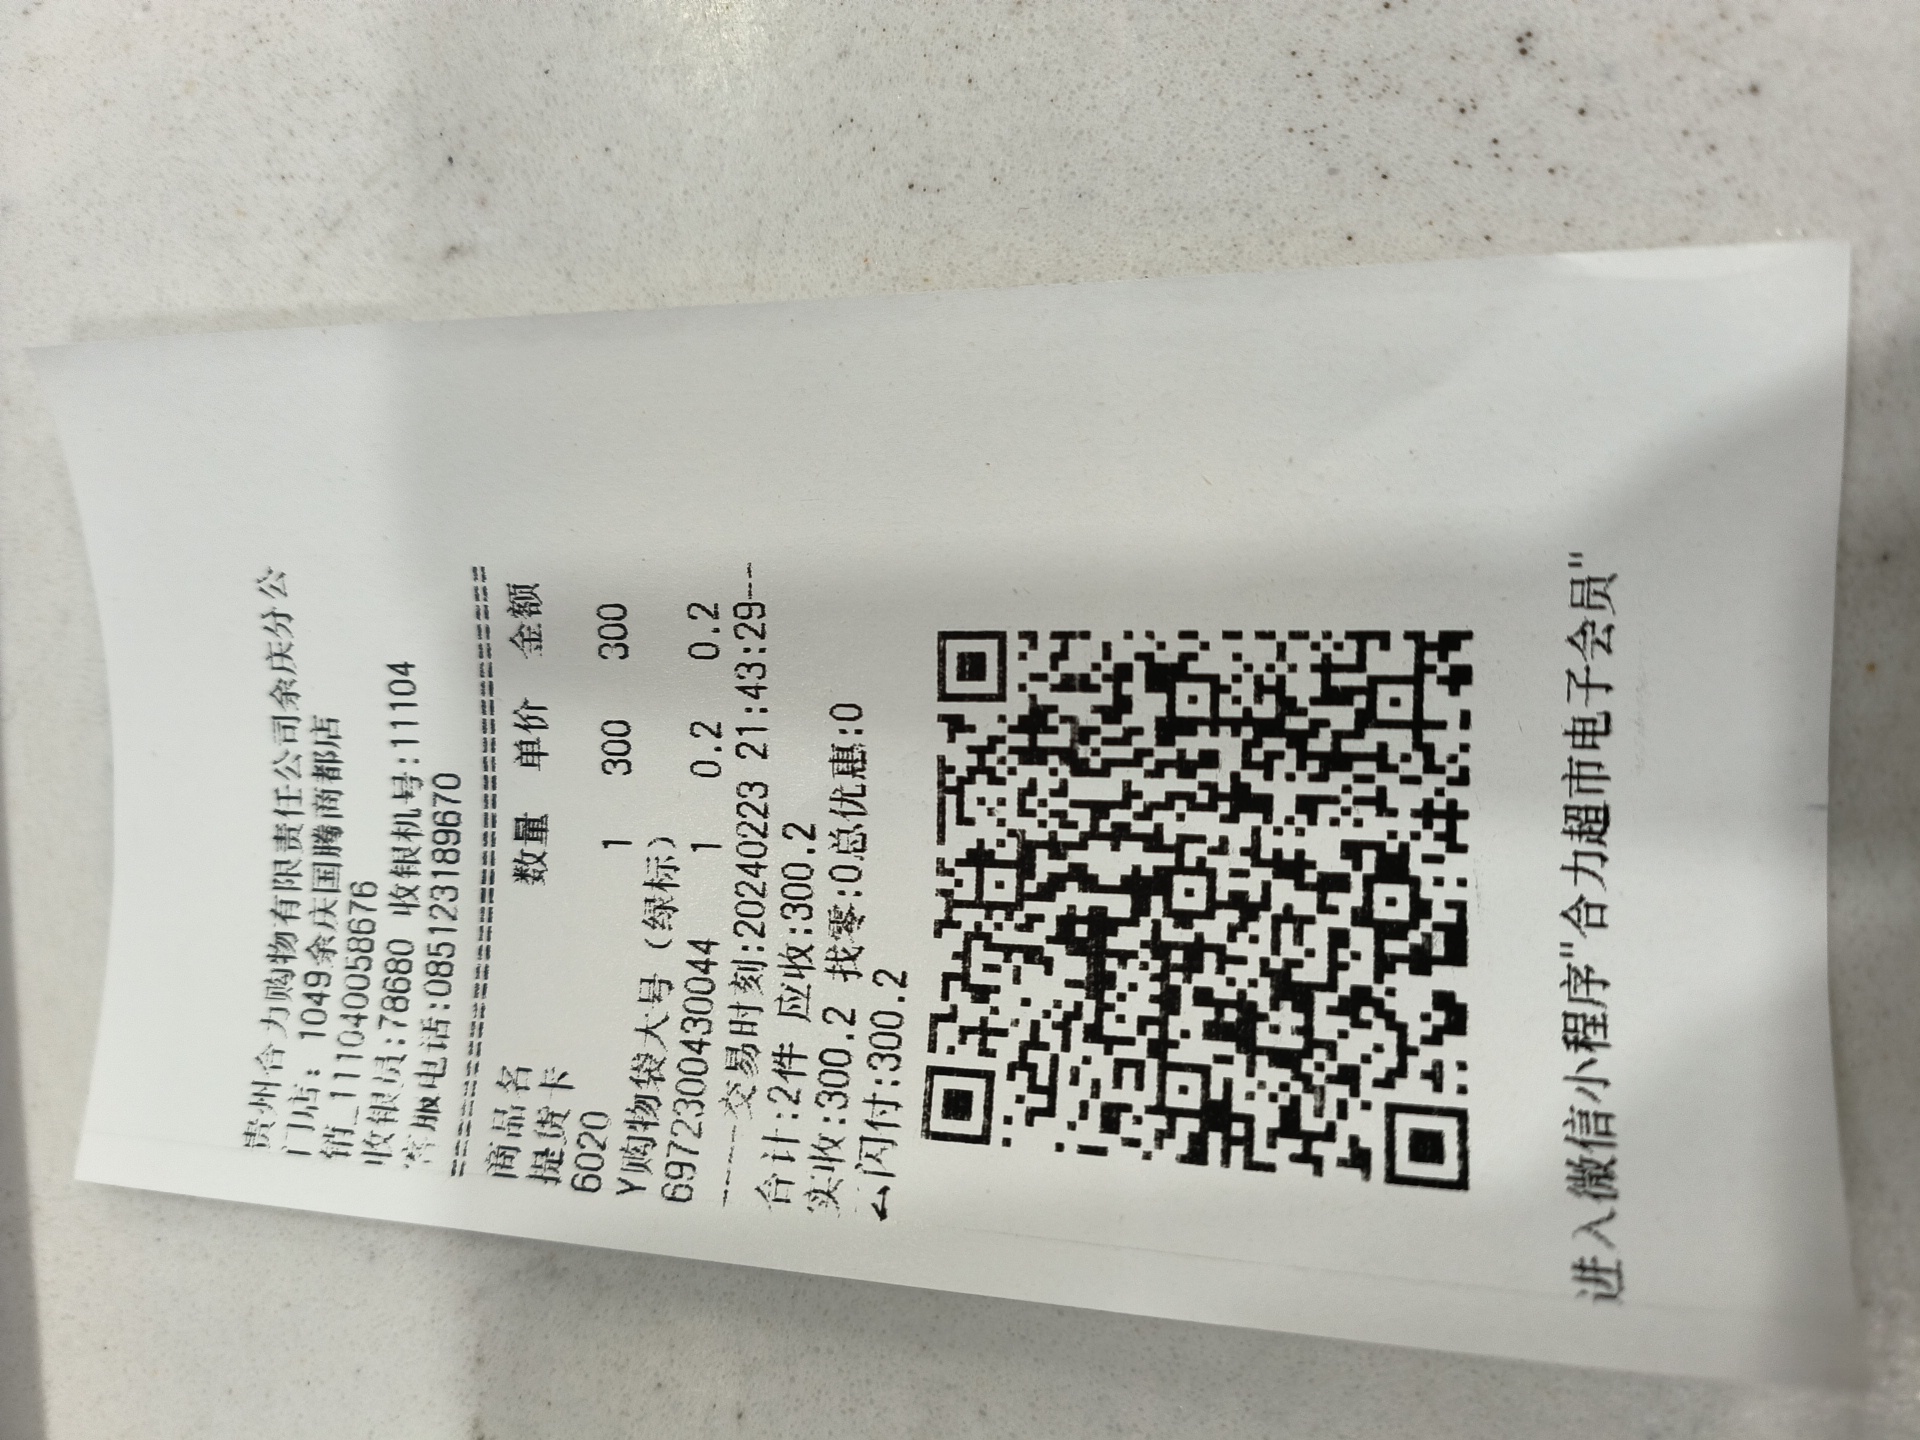 贵州合力购物有限责任公司余庆分公
门店: 1049余庆国腾商都店
销_11110400058676
收银员:78680 收银机号:111104
客服电话:085123189670
商品名 数量 单价 金额
提货卡
6020 1 300 300
Y购物袋大号（绿标）
6972300430044 1 0.2 0.2
----交易时刻:20240223 21:43:29---
合计:2件 应收:300.2
实收:300.2 找零:0总优惠:0
云闪付:300.2
进入微信小程序"合力超市电子会员"